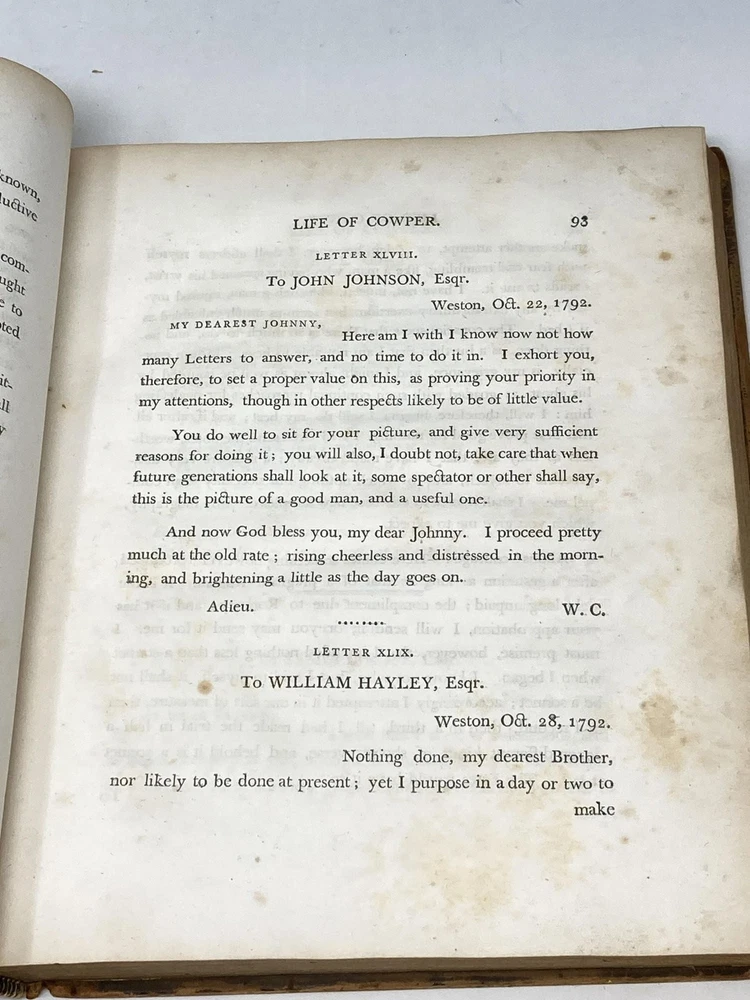 known,
ductive
com-
ught
e to
oted
it-
ll
y
LIFE OF COWPER. 93
LETTER XLVIII.
To JOHN JOHNSON, Esqr.
Weston, Oct. 22, 1792.
MY DEAREST JOHNNY,
Here am I with I know now not how
many Letters to answer, and no time to do it in. I exhort you,
therefore, to set a proper value on this, as proving your priority in
my attentions, though in other respects likely to be of little value.
You do well to sit for your picture, and give very sufficient
reasons for doing it; you will also, I doubt not, take care that when
future generations shall look at it, some spectator or other shall say,
this is the picture of a good man, and a useful one.
And now God bless you, my dear Johnny. I proceed pretty
much at the old rate; rising cheerless and distressed in the morn-
ing, and brightening a little as the day goes on.
Adieu. W. C.
LETTER XLIX.
To WILLIAM HAYLEY, Esqr.
Weston, Oct. 28, 1792.
Nothing done, my dearest Brother,
nor likely to be done at present; yet I purpose in a day or two to
make